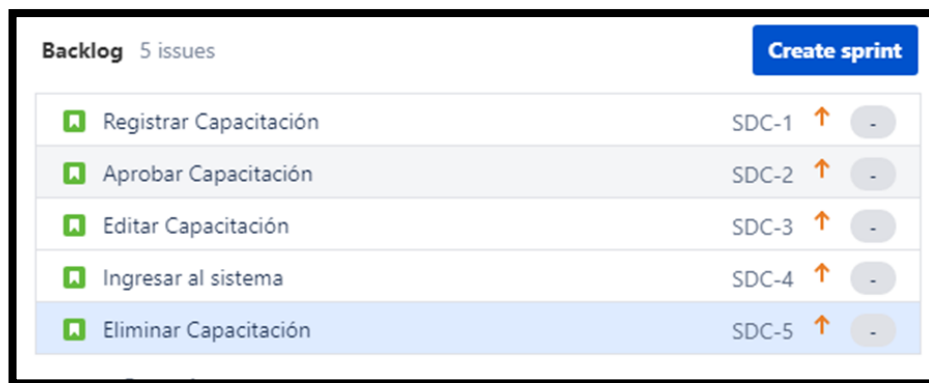 Backlog 5 issues Create sprint
Registrar Capacitación SDC-1 -
Aprobar Capacitación SDC-2 -
Editar Capacitación SDC-3 -
Ingresar al sistema SDC-4 -
Eliminar Capacitación SDC-5 -